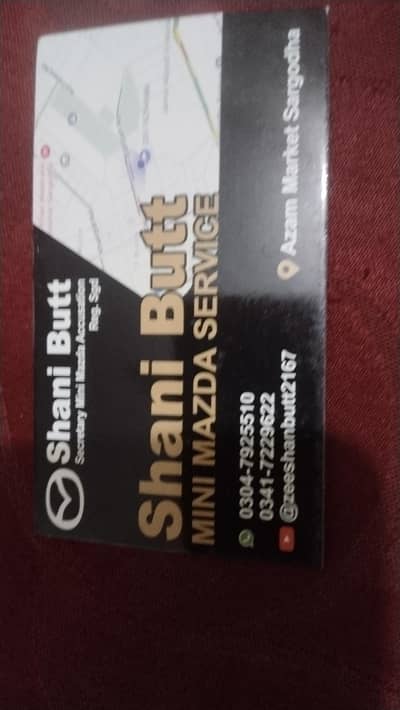 Shani Butt
Secretary Mini Mazda Accusation
Reg. Sgd
Shani Butt
MINI MAZDA SERVICE
0304-7925510
0341-7229622
@zeeshanbutt2167
Azam Market Sargodha